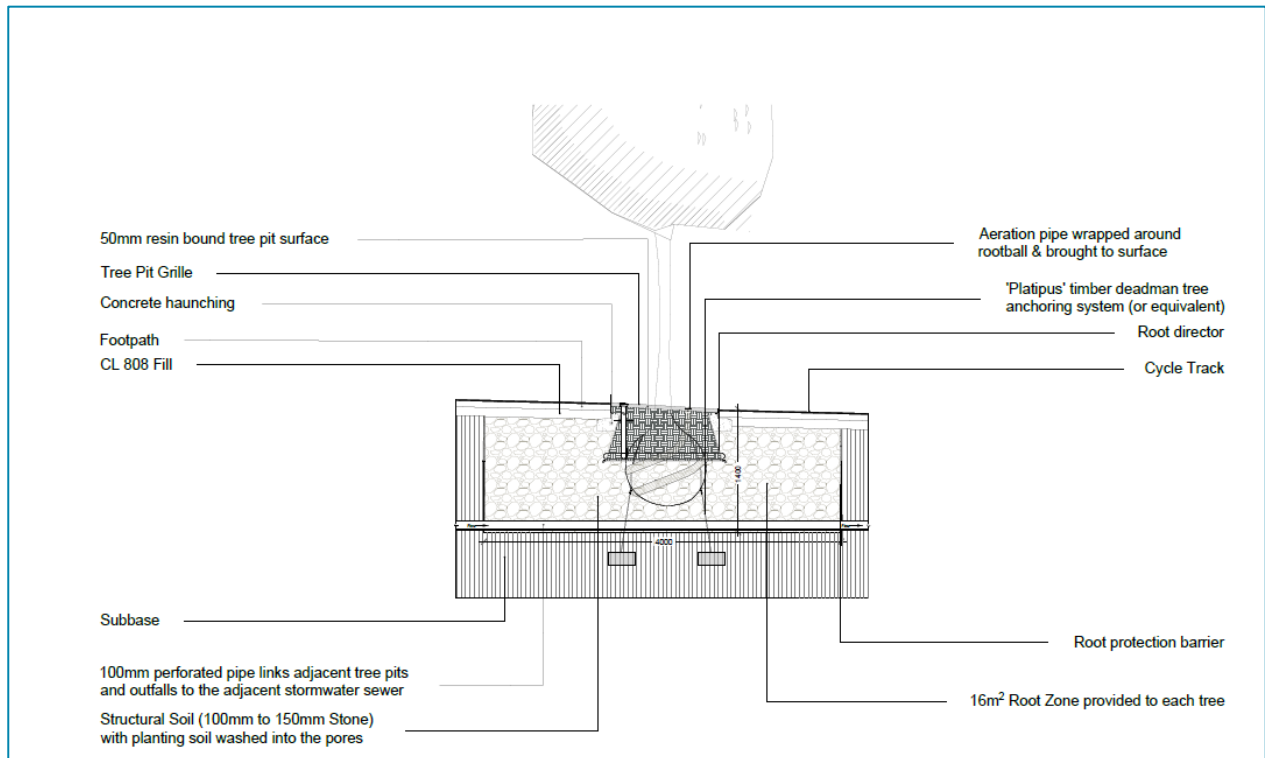 50mm resin bound tree pit surface
Tree Pit Grille
Concrete haunching
Footpath
CL 808 Fill
Aeration pipe wrapped around
rootball & brought to surface
'Platipus' timber deadman tree
anchoring system (or equivalent)
Root director
Cycle Track
1400
4000
Subbase
100mm perforated pipe links adjacent tree pits
and outfalls to the adjacent stormwater sewer
Structural Soil (100mm to 150mm Stone)
with planting soil washed into the pores
Root protection barrier
16m² Root Zone provided to each tree